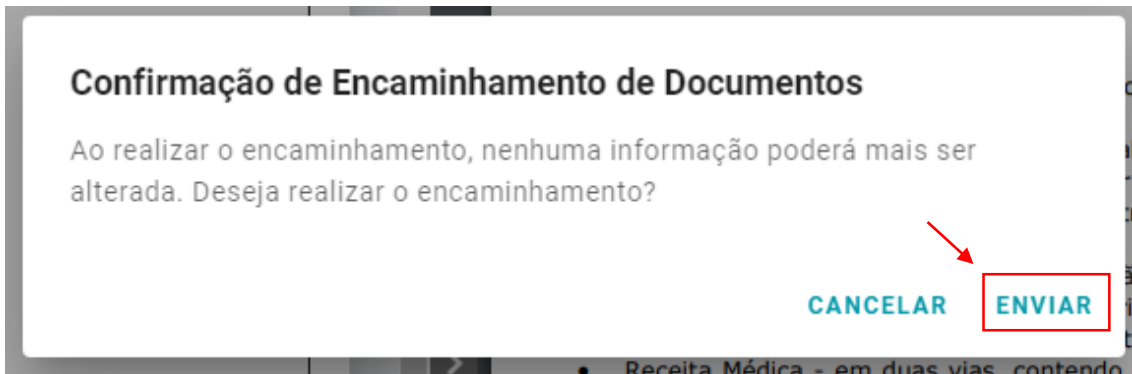 Confirmação de Encaminhamento de Documentos
Ao realizar o encaminhamento, nenhuma informação poderá mais ser
alterada. Deseja realizar o encaminhamento?
CANCELAR ENVIAR
• Receita Médica - em duas vias, contendo